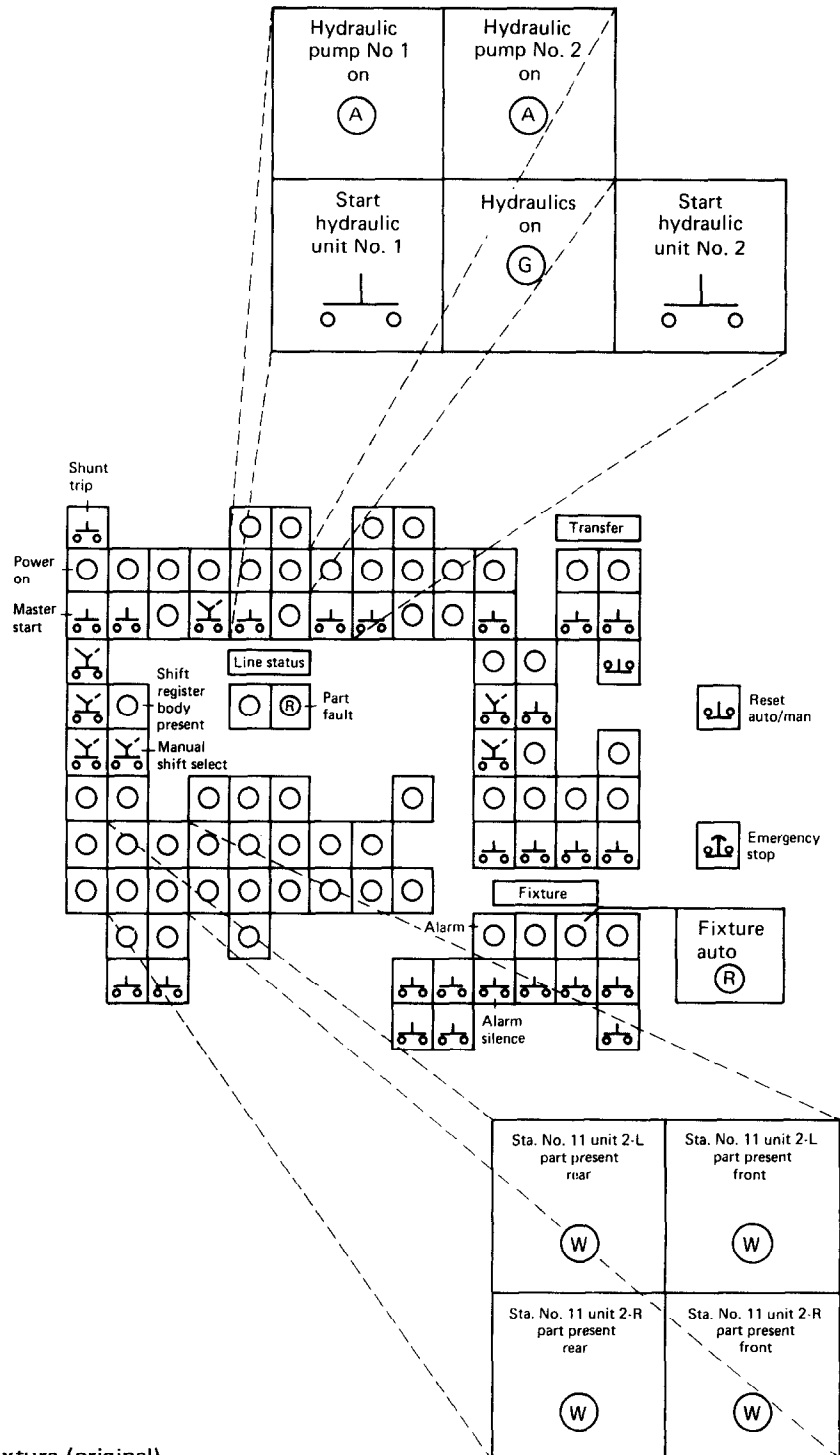 Hydraulic
pump No 1
on
A
Hydraulic
pump No. 2
on
A
Start
hydraulic
unit No. 1
Hydraulics
on
G
Start
hydraulic
unit No. 2
Shunt
trip
Transfer
Power
on
Master
start
Line status
Shift
register
body
present
R
Part
fault
Reset
auto/man
Manual
shift select
Emergency
stop
Fixture
Alarm
Fixture
auto
R
Alarm
silence
Sta. No. 11 unit 2-L
part present
rear
W
Sta. No. 11 unit 2-L
part present
front
W
Sta. No. 11 unit 2-R
part present
rear
W
Sta. No. 11 unit 2-R
part present
front
W
(original)